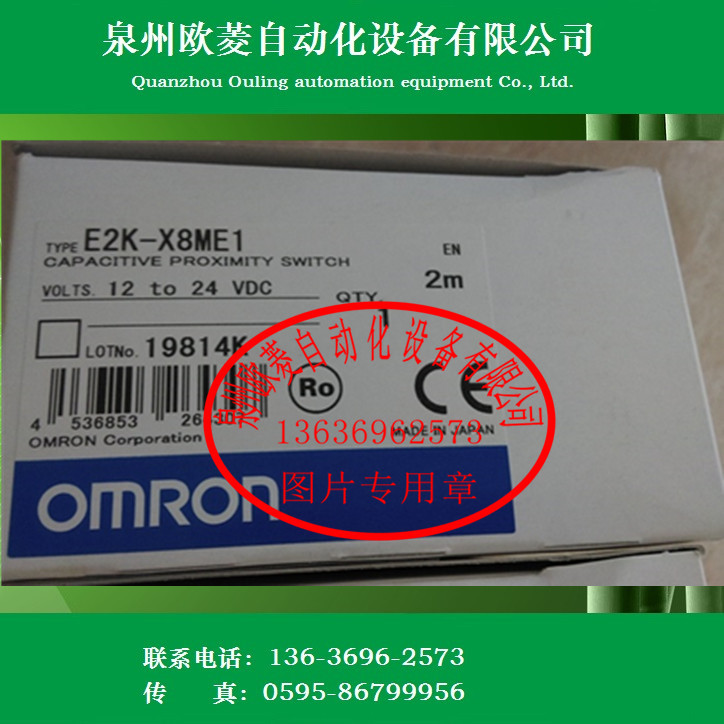 泉州欧菱自动化设备有限公司
Quanzhou Ouling automation equipment Co., Ltd.
TYPE E2K-X8ME1
CAPACITIVE PROXIMITY SWITCH
EN
2m
VOLTS. 12 to 24 VDC
QTY.
1
LOTNo. 19814K
Ro
CE
4 536853
OMRON Corporation
MADE IN JAPAN
OMRON
泉州欧菱自动化设备有限公司
13636962573
图片专用章
联系电话: 136-3696-2573
传 真: 0595-86799956